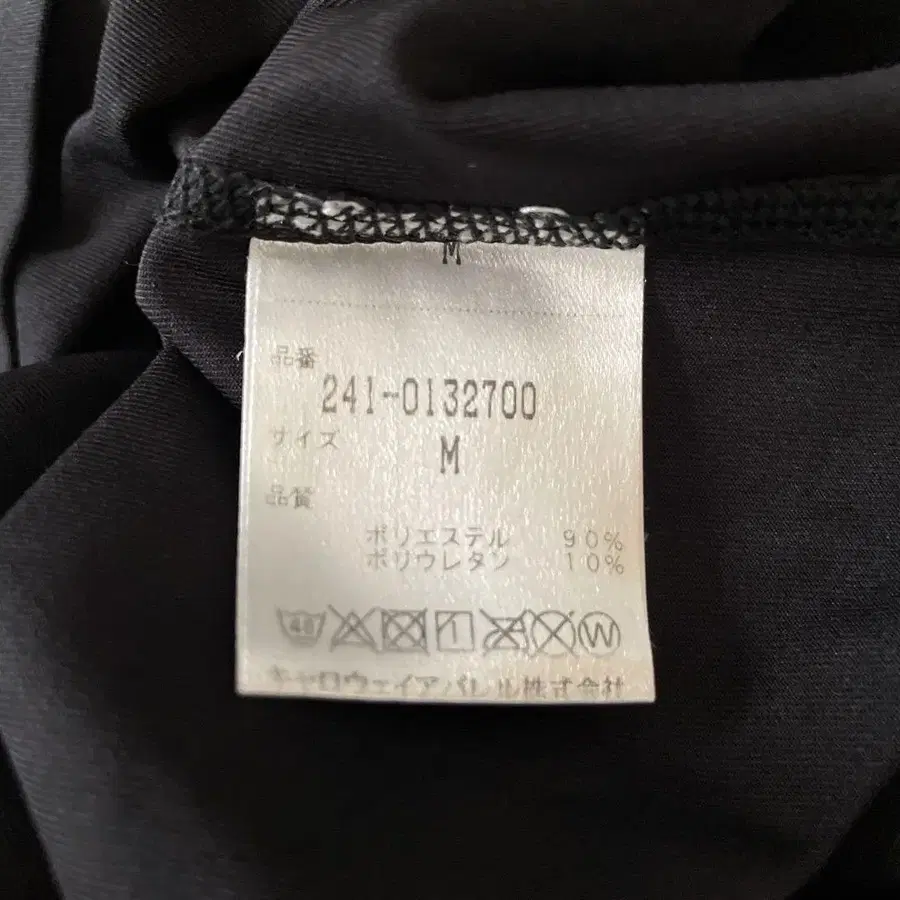 M
品番
241-0132700
サイズ
M
品質
ポリエステル 90%
ポリウレタン 10%
40
W
キャロウェイアパレル株式会社